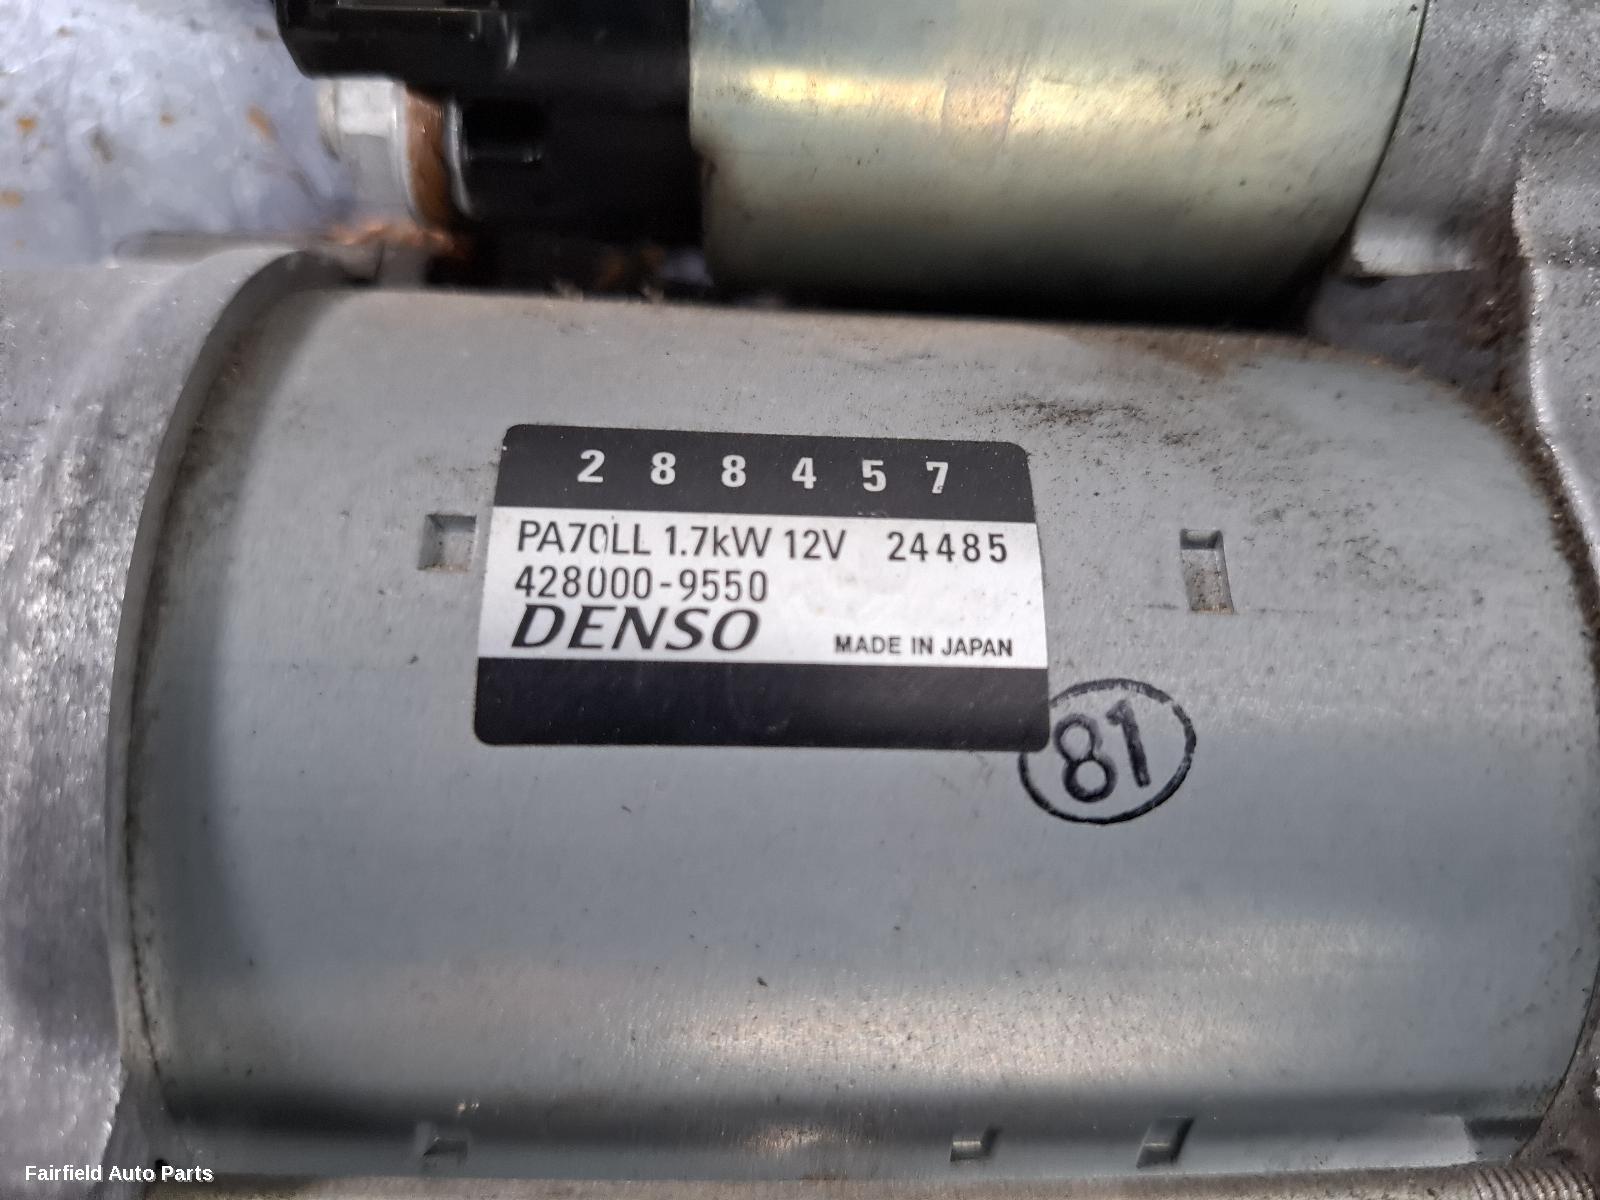 288457
PA70LL 1.7kW 12V 24485
428000-9550
DENSO MADE IN JAPAN
81
Fairfield Auto Parts